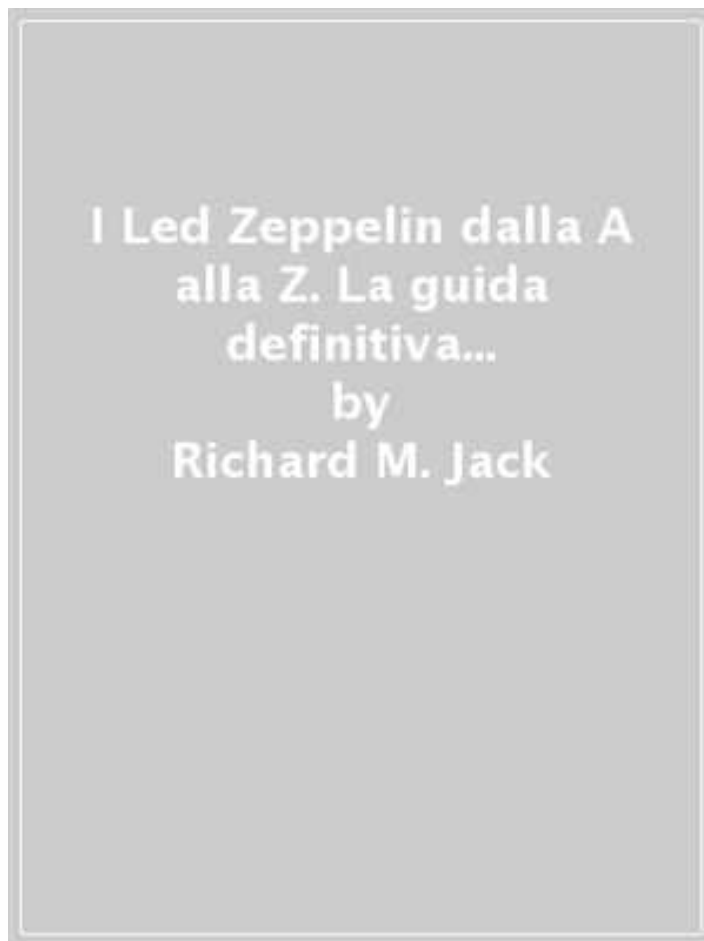 I Led Zeppelin dalla A
alla Z. La guida
definitiva...
by
Richard M. Jack